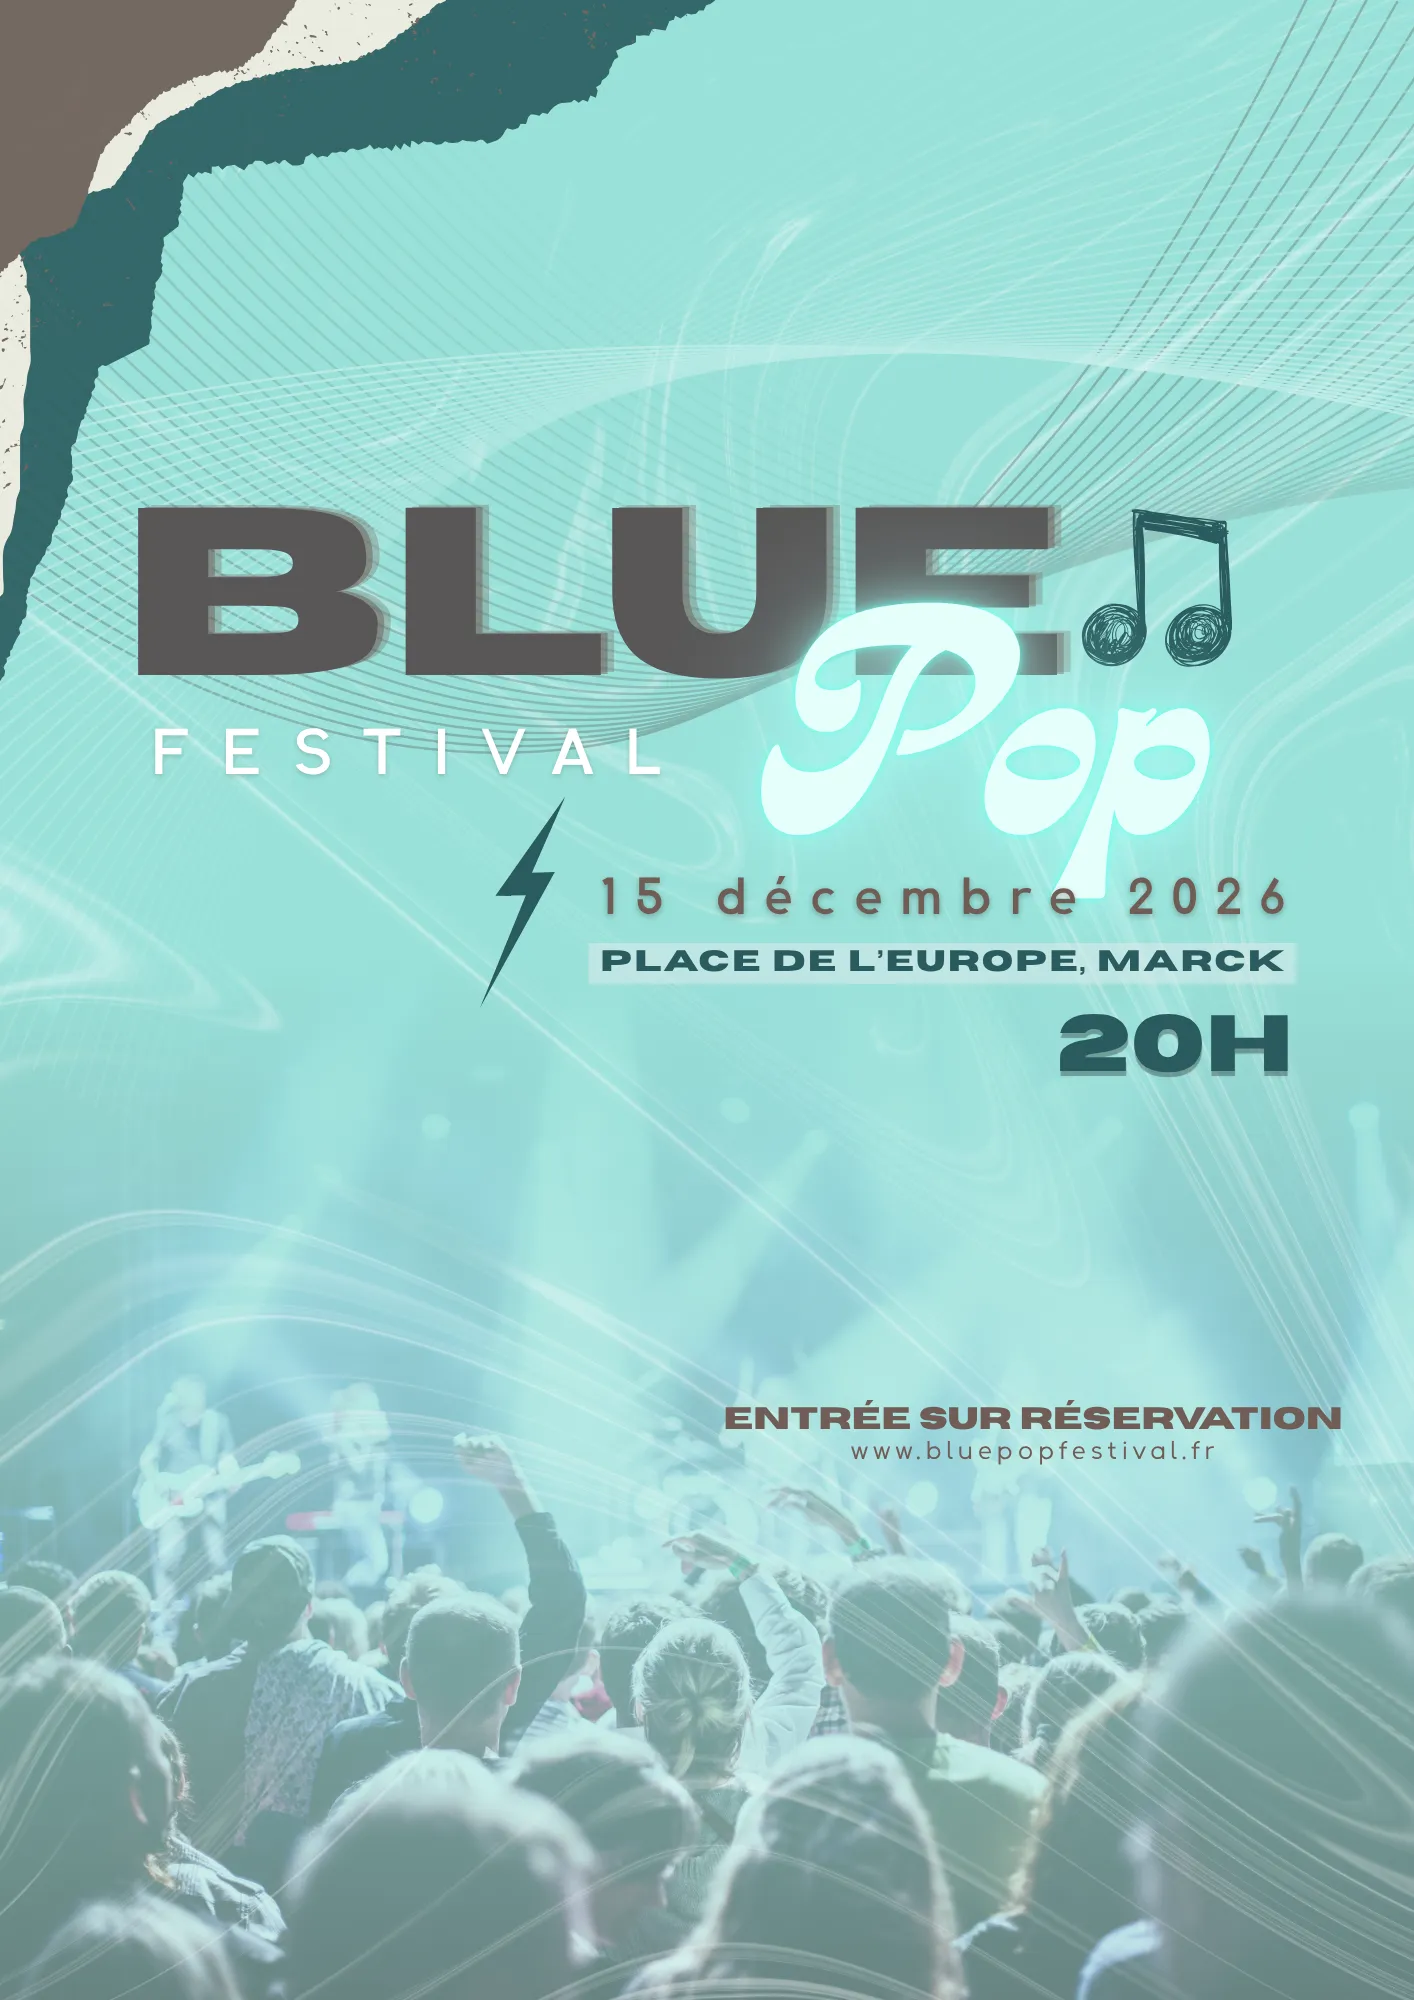 BLUE
Pop
FESTIVAL
15 décembre 2026
PLACE DE L'EUROPE, MARCK
20H
ENTRÉE SUR RÉSERVATION
www.bluepopfestival.fr